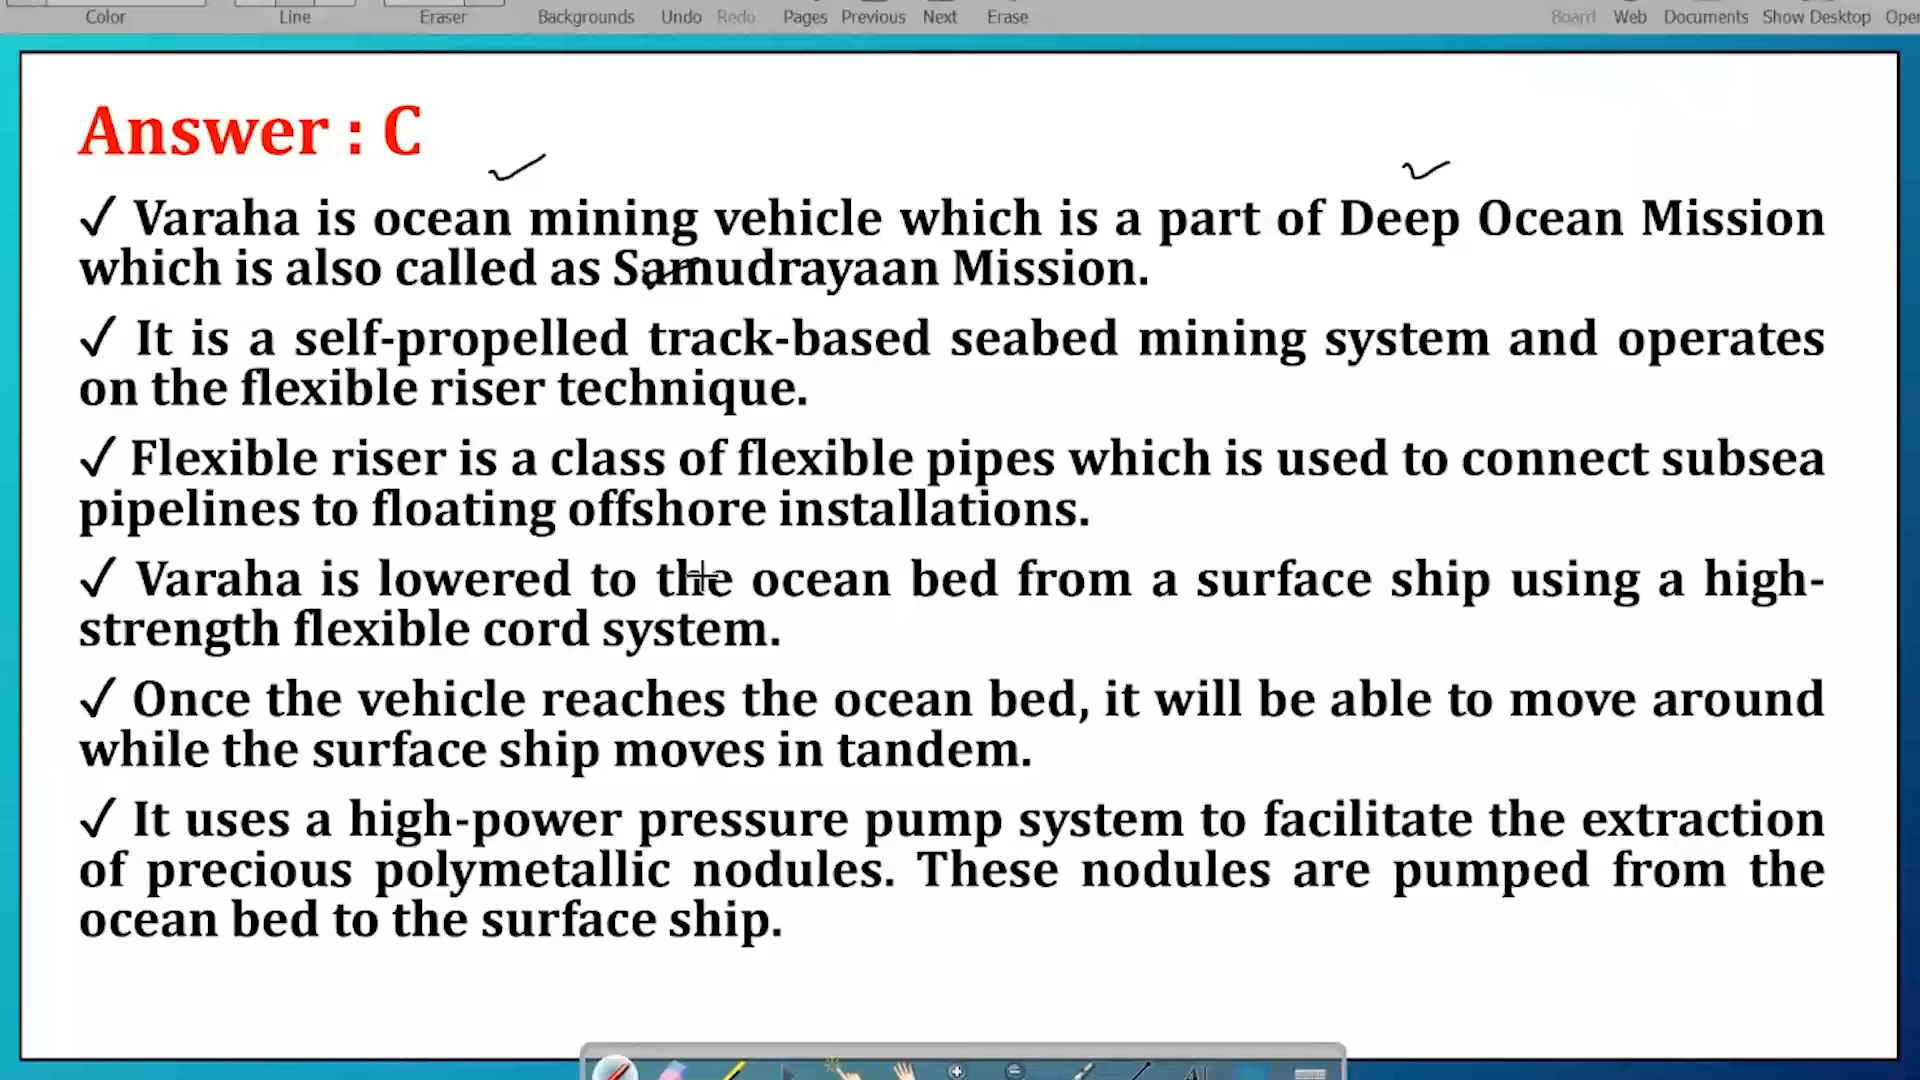 Color Line Eraser Backgrounds Undo Redo Pages Previous Next Erase Board Web Documents Show Desktop
Answer : C
✓ Varaha is ocean mining vehicle which is a part of Deep Ocean Mission
which is also called as Samudrayaan Mission.
✓ It is a self-propelled track-based seabed mining system and operates
on the flexible riser technique.
✓ Flexible riser is a class of flexible pipes which is used to connect subsea
pipelines to floating offshore installations.
✓ Varaha is lowered to the ocean bed from a surface ship using a high-
strength flexible cord system.
✓ Once the vehicle reaches the ocean bed, it will be able to move around
while the surface ship moves in tandem.
✓ It uses a high-power pressure pump system to facilitate the extraction
of precious polymetallic nodules. These nodules are pumped from the
ocean bed to the surface ship.